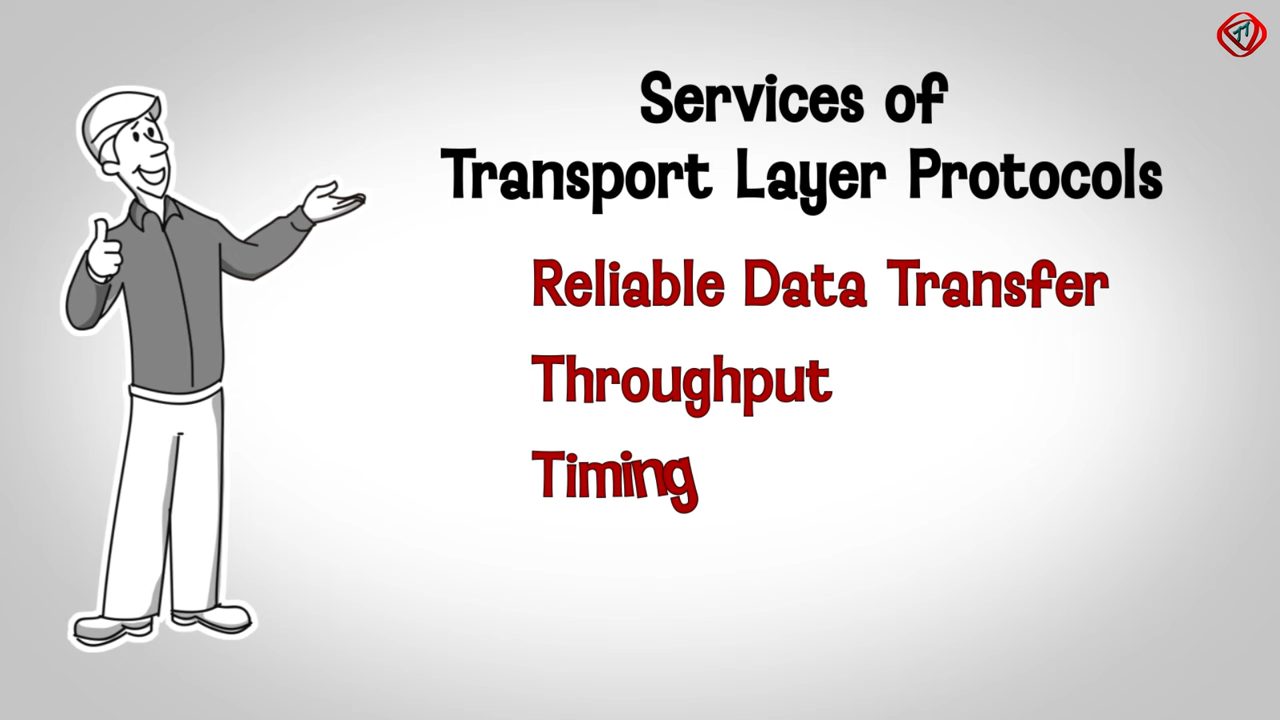 Services of
Transport Layer Protocols
Reliable Data Transfer
Throughput
Timing